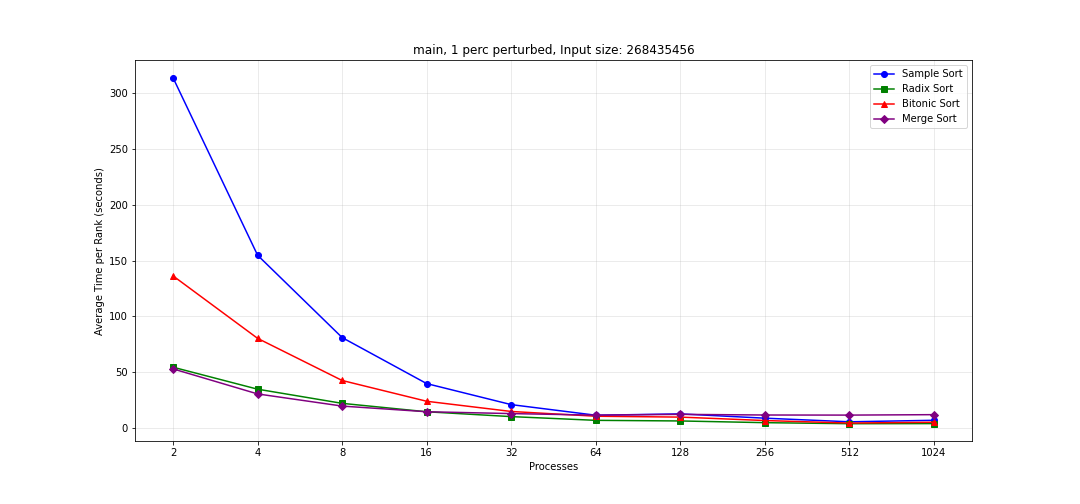 main, 1 perc perturbed, Input size: 268435456
Sample Sort
Radix Sort
Bitonic Sort
Merge Sort
Average Time per Rank (seconds)
300
250
200
150
100
50
0
2 4 8 16 32 64 128 256 512 1024
Processes